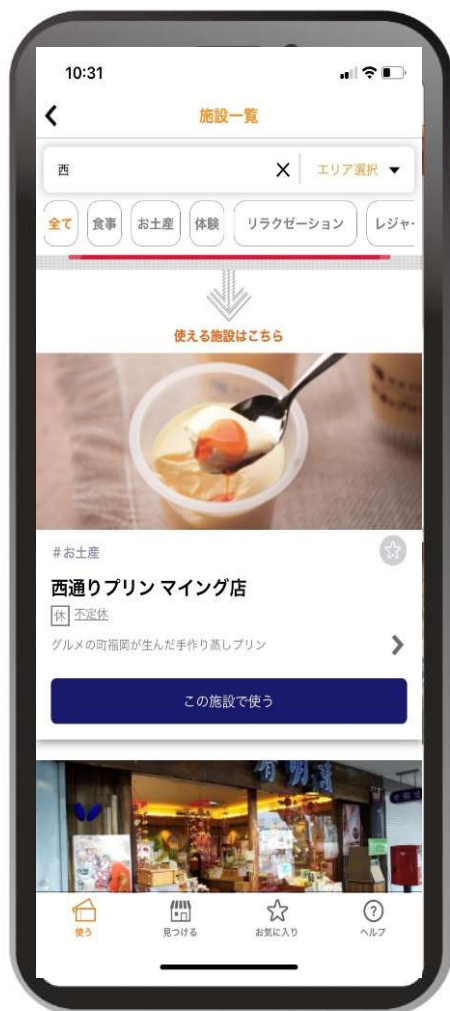 10:31
施設一覧
西
エリア選択
全て
食事
お土産
体験
リラクゼーション
レジャ
使える施設はこちら
#お土産
西通りプリン マイング店
休 不定休
グルメの町福岡が生んだ手作り蒸しプリン
この施設で使う
使う
見つける
お気に入り
ヘルプ